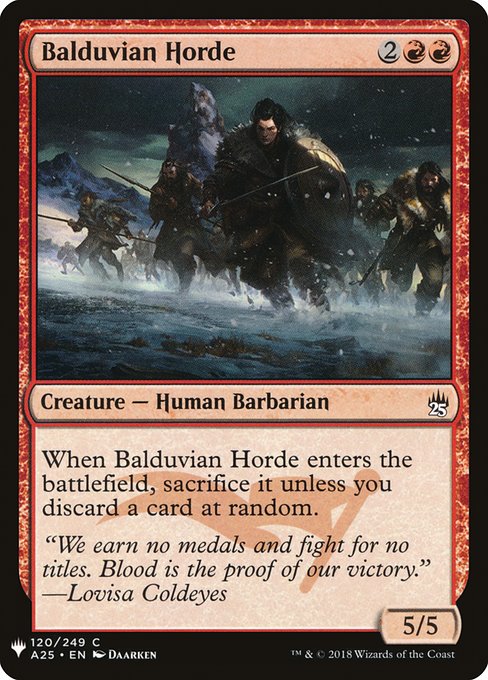 Balduvian Horde 2
Creature — Human Barbarian
25
When Balduvian Horde enters the
battlefield, sacrifice it unless you
discard a card at random.
“We earn no medals and fight for no
titles. Blood is the proof of our victory.”
—Lovisa Coldeyes
5/5
120/249 C
A25 • EN Daarken
™ & © 2018 Wizards of the Coast